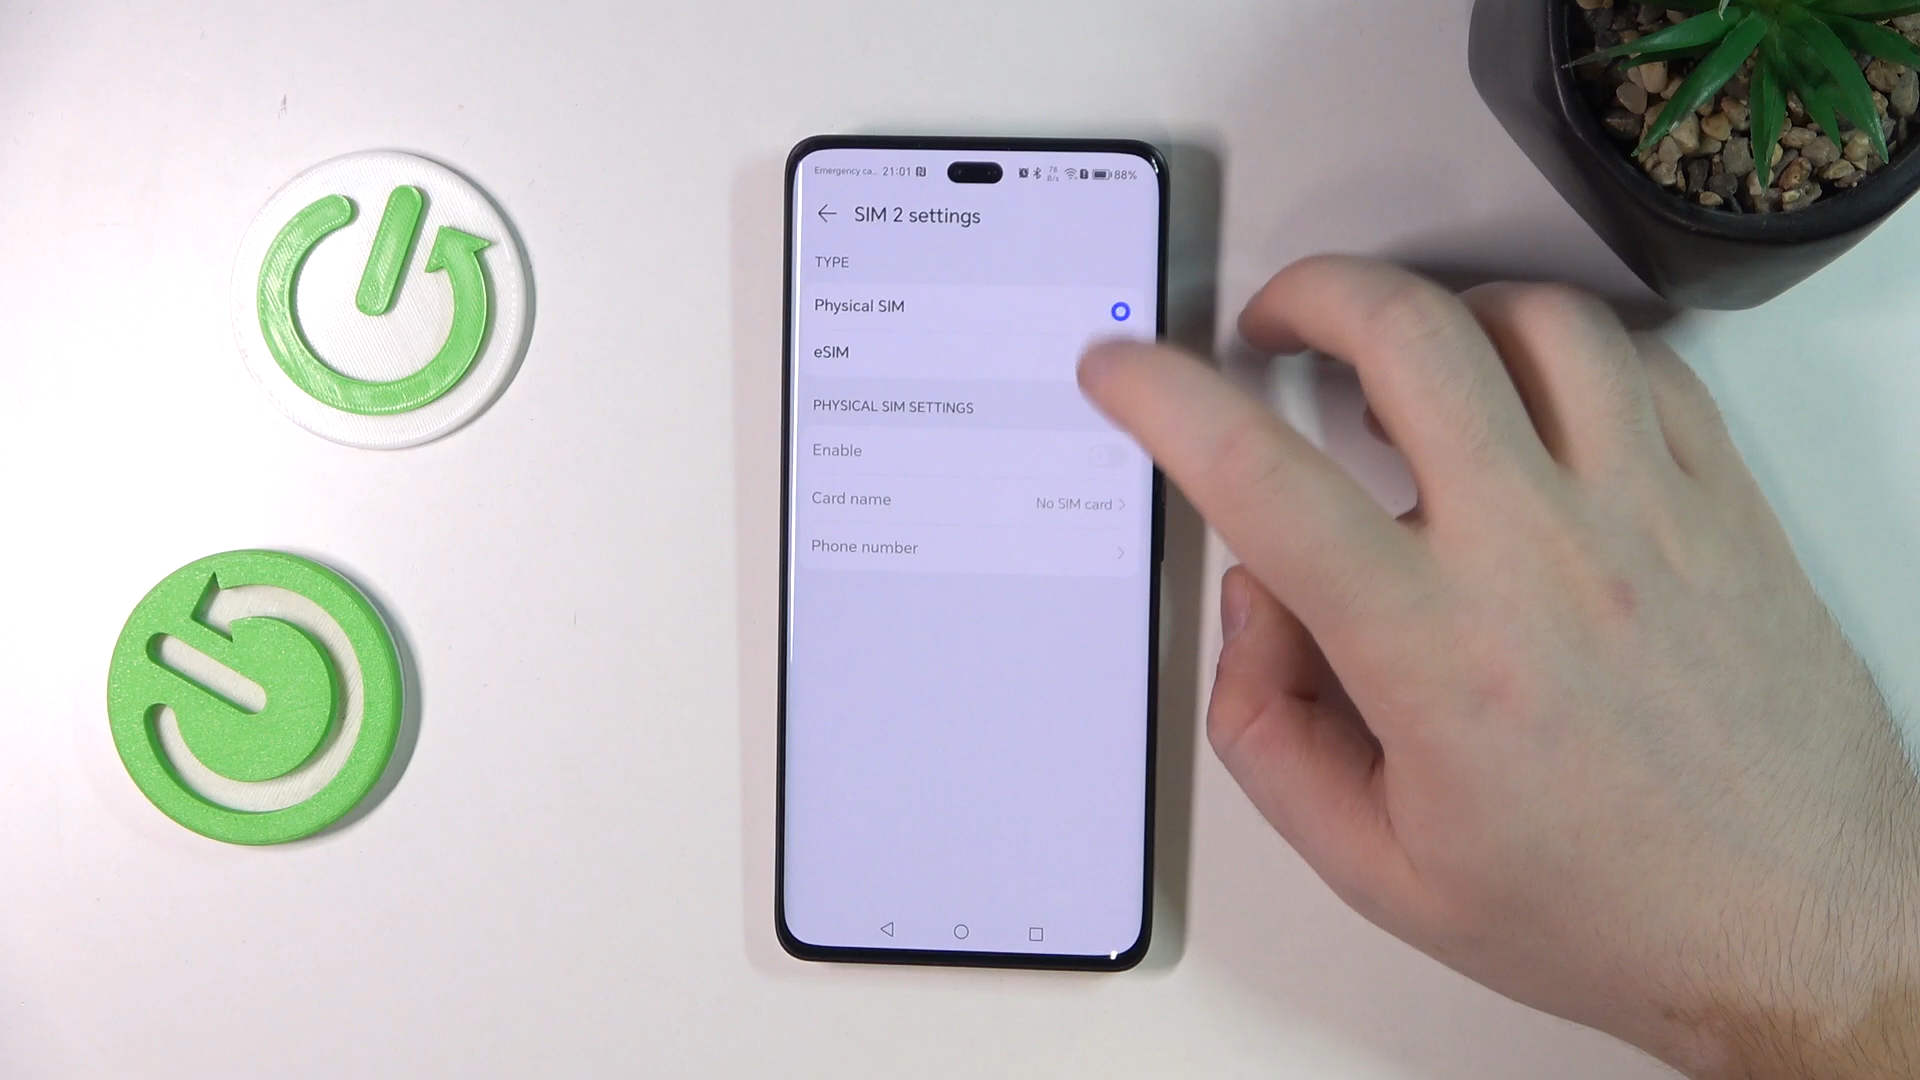 Emergency ca... 21:01 78 B/s 88%
SIM 2 settings
TYPE
Physical SIM
eSIM
PHYSICAL SIM SETTINGS
Enable
Card name No SIM card
Phone number